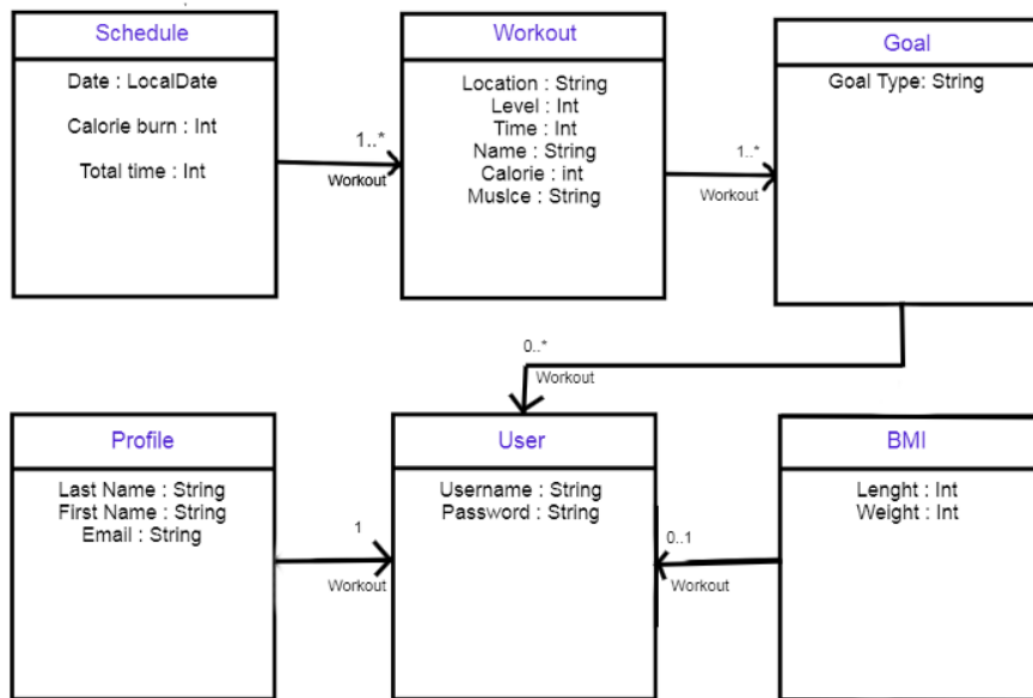 Schedule
Date : LocalDate
Calorie burn : Int
Total time : Int
1..*
Workout
Workout
Location : String
Level : Int
Time : Int
Name : String
Calorie : int
Muslce : String
1..*
Workout
Goal
Goal Type: String
0..*
Workout
Profile
Last Name : String
First Name : String
Email : String
1
Workout
User
Username : String
Password : String
0..1
Workout
BMI
Lenght : Int
Weight : Int